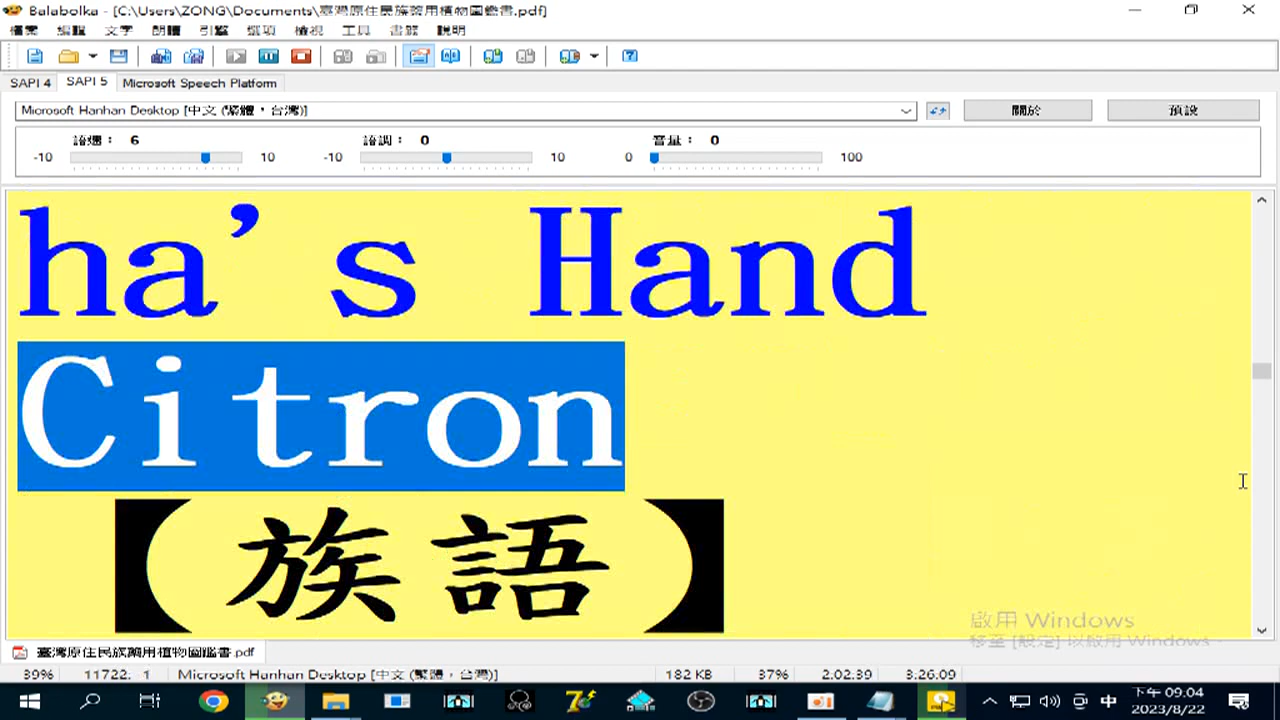 Balabolka - [C:\Users\ZONG\Documents\臺灣原住民族藥用植物圖鑑書.pdf]
檔案 編輯 文字 朗讀 引擎 選項 檢視 工具 書籤 說明
SAPI 4 SAPI 5 Microsoft Speech Platform
Microsoft Hanhan Desktop [中文 (繁體，台灣)] 關於 預設
語速： 6 語調： 0 音量： 0
-10 10 -10 10 0 100
ha’s Hand
Citron
【族語】
啟用 Windows
移至 [設定] 以啟用 Windows。
臺灣原住民族藥用植物圖鑑書.pdf
39% 11722: 1 Microsoft Hanhan Desktop [中文 (繁體，台灣)] 182 KB 37% 2.02.39 3.26.09
中 下午 09:04
2023/8/22